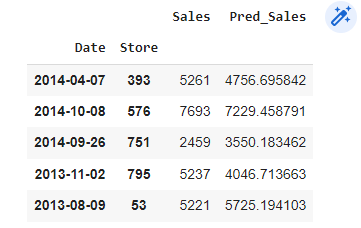 Sales Pred_Sales
Date Store
2014-04-07 393 5261 4756.695842
2014-10-08 576 7693 7229.458791
2014-09-26 751 2459 3550.183462
2013-11-02 795 5237 4046.713663
2013-08-09 53 5221 5725.194103